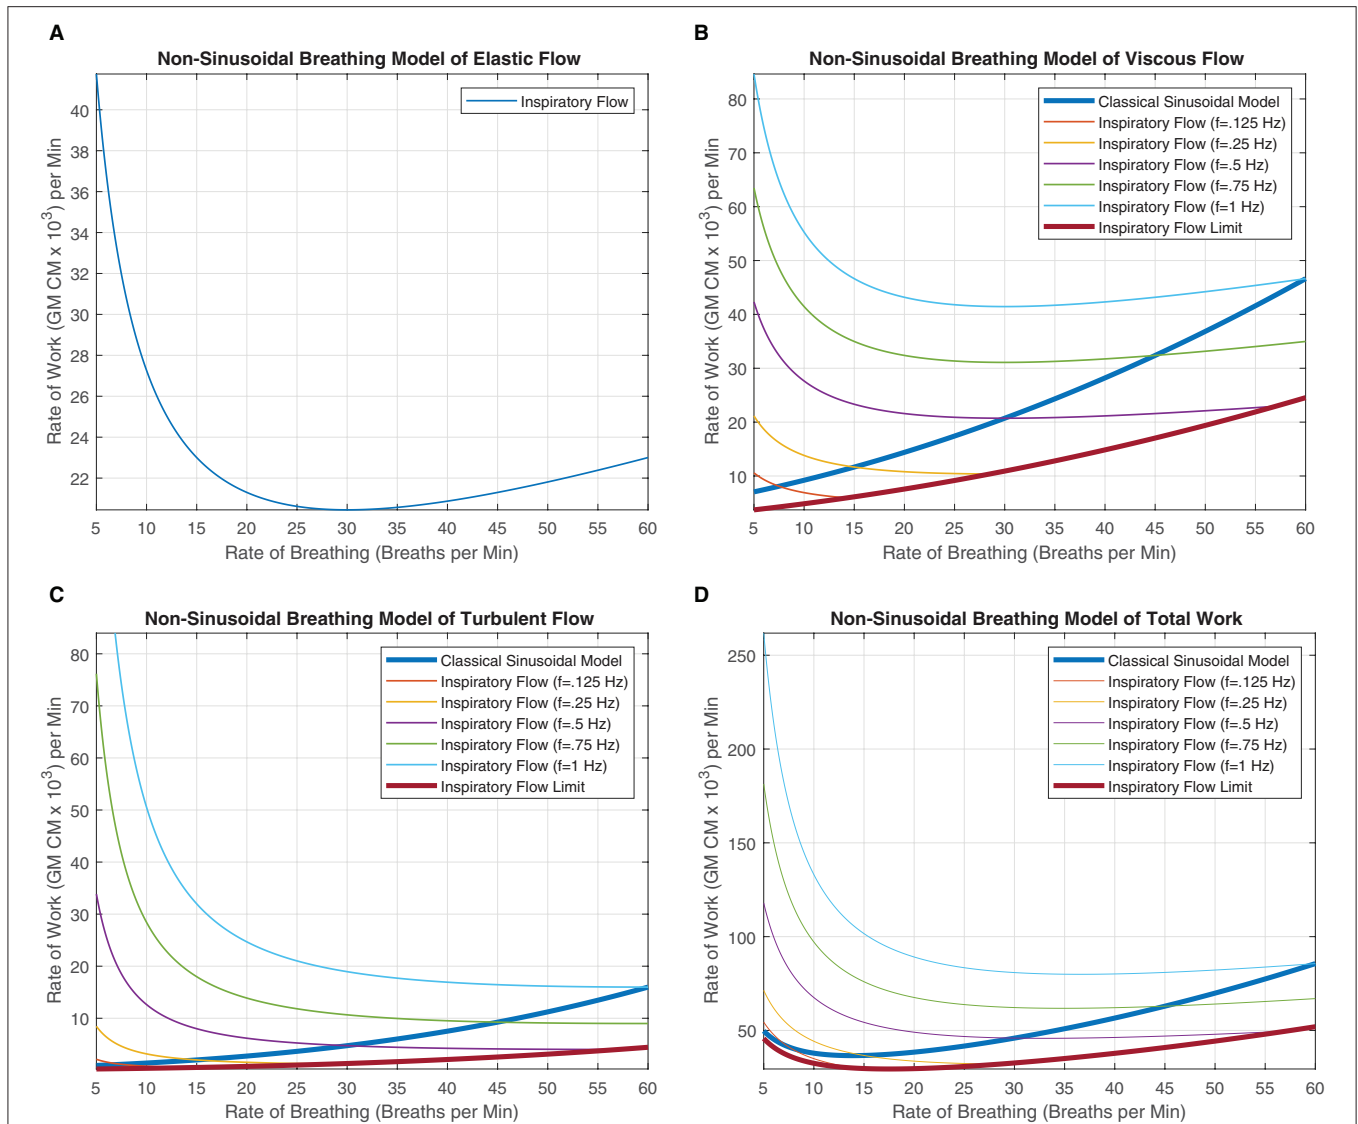 A
Non-Sinusoidal Breathing Model of Elastic Flow
Inspiratory Flow
Rate of Work (GM CM x 10³) per Min
40
38
36
34
32
30
28
26
24
22
5 10 15 20 25 30 35 40 45 50 55 60
Rate of Breathing (Breaths per Min)
B
Non-Sinusoidal Breathing Model of Viscous Flow
Classical Sinusoidal Model
Inspiratory Flow (f=.125 Hz)
Inspiratory Flow (f=.25 Hz)
Inspiratory Flow (f=.5 Hz)
Inspiratory Flow (f=.75 Hz)
Inspiratory Flow (f=1 Hz)
Inspiratory Flow Limit
Rate of Work (GM CM x 10³) per Min
80
70
60
50
40
30
20
10
5 10 15 20 25 30 35 40 45 50 55 60
Rate of Breathing (Breaths per Min)
C
Non-Sinusoidal Breathing Model of Turbulent Flow
Classical Sinusoidal Model
Inspiratory Flow (f=.125 Hz)
Inspiratory Flow (f=.25 Hz)
Inspiratory Flow (f=.5 Hz)
Inspiratory Flow (f=.75 Hz)
Inspiratory Flow (f=1 Hz)
Inspiratory Flow Limit
Rate of Work (GM CM x 10³) per Min
80
70
60
50
40
30
20
10
5 10 15 20 25 30 35 40 45 50 55 60
Rate of Breathing (Breaths per Min)
D
Non-Sinusoidal Breathing Model of Total Work
Classical Sinusoidal Model
Inspiratory Flow (f=.125 Hz)
Inspiratory Flow (f=.25 Hz)
Inspiratory Flow (f=.5 Hz)
Inspiratory Flow (f=.75 Hz)
Inspiratory Flow (f=1 Hz)
Inspiratory Flow Limit
Rate of Work (GM CM x 10³) per Min
250
200
150
100
50
5 10 15 20 25 30 35 40 45 50 55 60
Rate of Breathing (Breaths per Min)